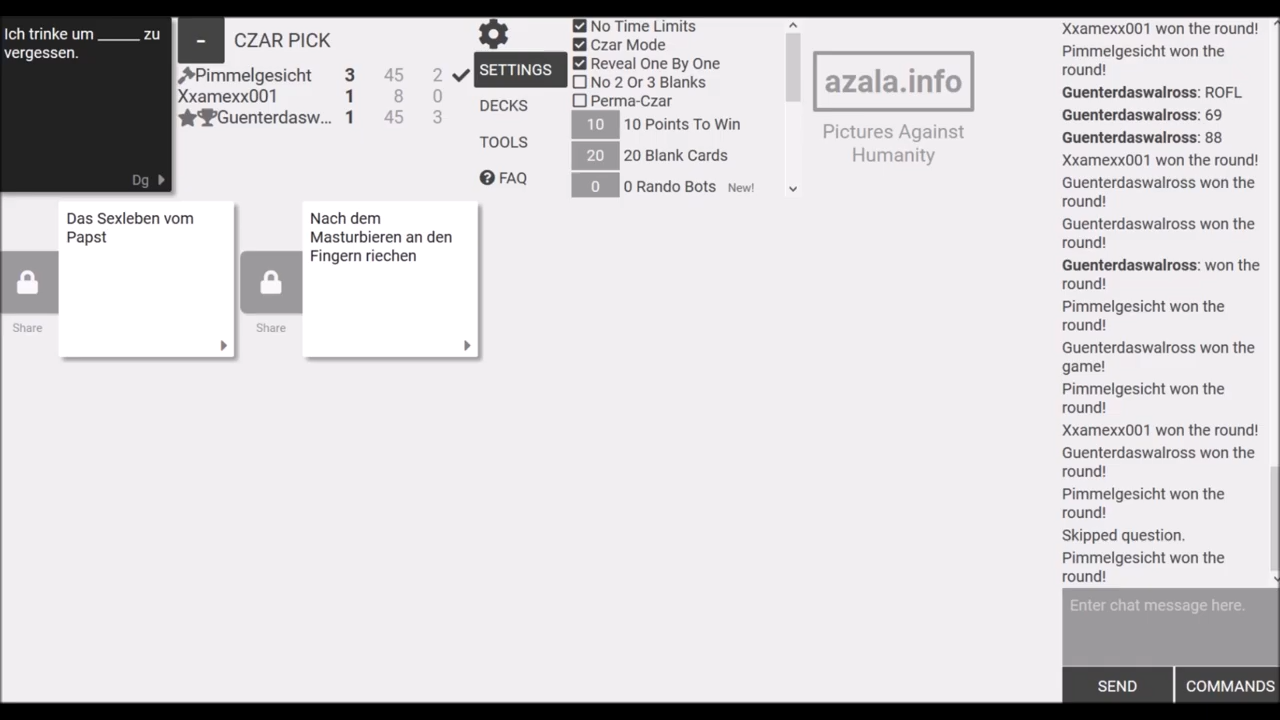 Ich trinke um _____ zu
vergessen.
Dg
-
CZAR PICK
Pimmelgesicht 3 45 2
Xxamexx001 1 8 0
Guenterdasw... 1 45 3
SETTINGS
DECKS
TOOLS
FAQ
No Time Limits
Czar Mode
Reveal One By One
No 2 Or 3 Blanks
Perma-Czar
10 10 Points To Win
20 20 Blank Cards
0 0 Rando Bots New!
azala.info
Pictures Against
Humanity
Das Sexleben vom
Papst
Share
Nach dem
Masturbieren an den
Fingern riechen
Share
Xxamexx001 won the round!
Pimmelgesicht won the
round!
Guenterdaswalross: ROFL
Guenterdaswalross: 69
Guenterdaswalross: 88
Xxamexx001 won the round!
Guenterdaswalross won the
round!
Guenterdaswalross won the
round!
Guenterdaswalross: won the
round!
Pimmelgesicht won the
round!
Guenterdaswalross won the
game!
Pimmelgesicht won the
round!
Xxamexx001 won the round!
Guenterdaswalross won the
round!
Pimmelgesicht won the
round!
Skipped question.
Pimmelgesicht won the
round!
Enter chat message here.
SEND
COMMANDS